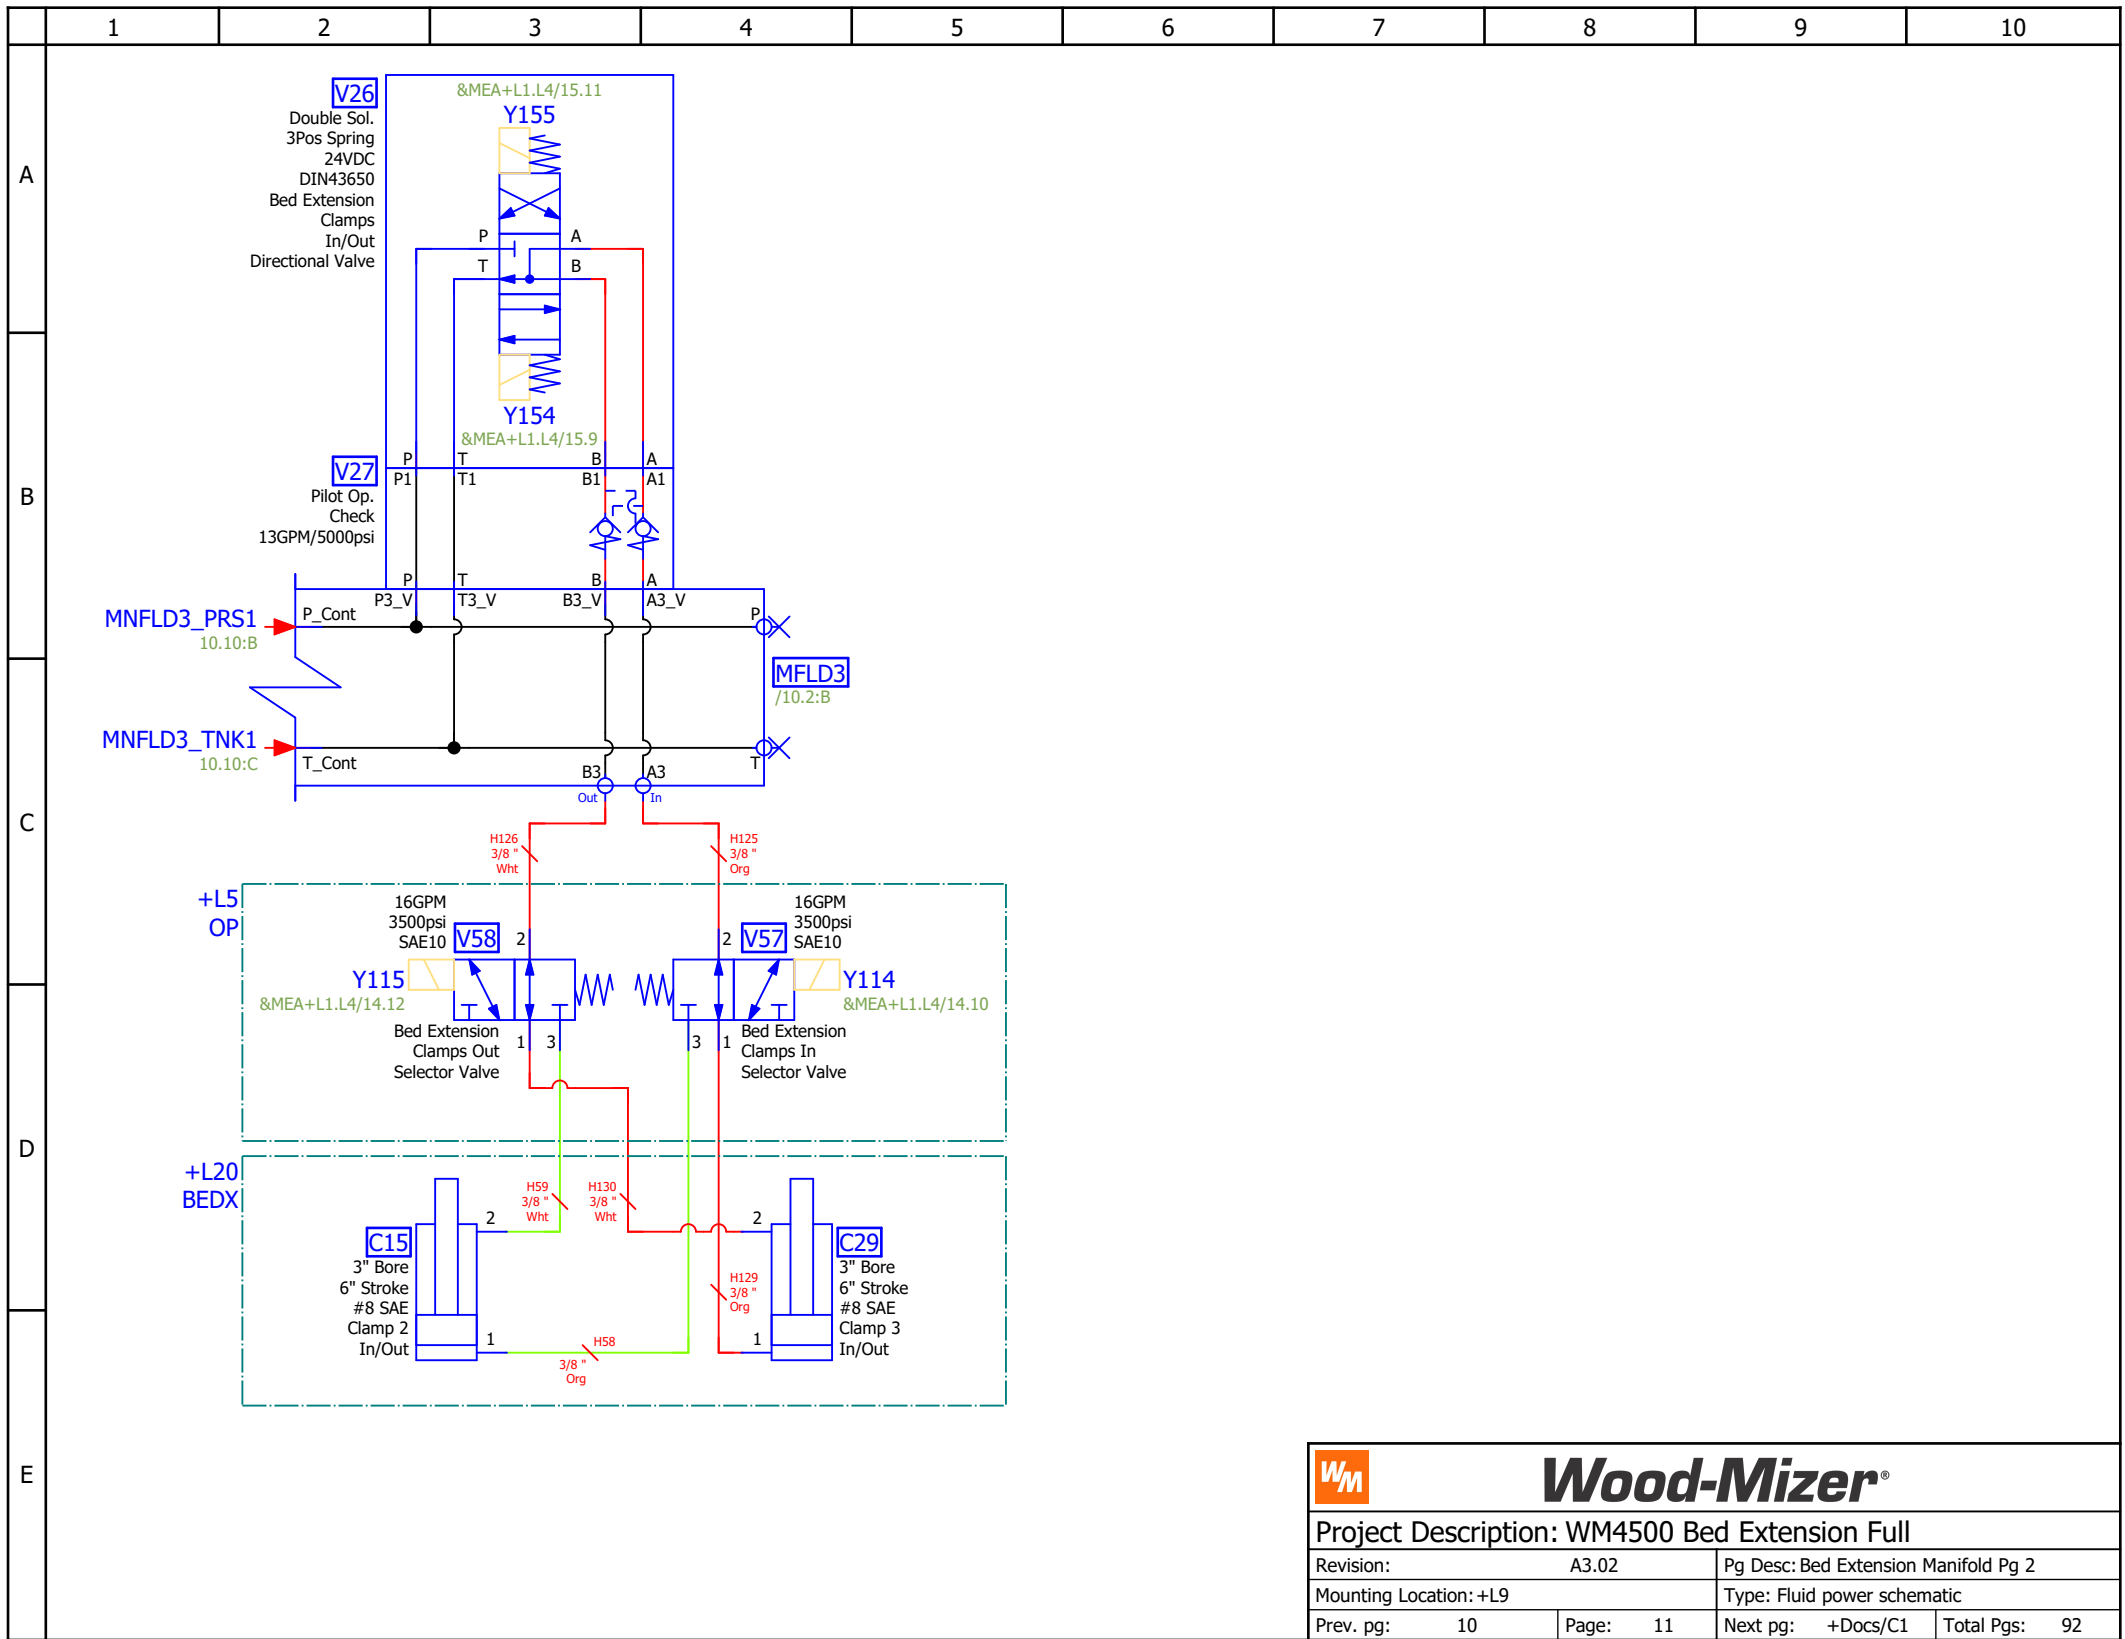 1 2 3 4 5 6 7 8 9 10
A
B
C
D
E
V26
Double Sol.
3Pos Spring
24VDC
DIN43650
Bed Extension
Clamps
In/Out
Directional Valve
&MEA+L1.L4/15.11
Y155
P A
T B
Y154
&MEA+L1.L4/15.9
V27
Pilot Op.
Check
13GPM/5000psi
P T B A
P1 T1 B1 A1
P T B A
P3_V T3_V B3_V A3_V
MNFLD3_PRS1
10.10:B
P_Cont
P
MFLD3
/10.2:B
MNFLD3_TNK1
10.10:C
T_Cont
T
B3 A3
Out In
H126
3/8 "
Wht
H125
3/8 "
Org
+L5
OP
16GPM
3500psi
SAE10
V58
2
Y115
&MEA+L1.L4/14.12
Bed Extension
Clamps Out
Selector Valve
1 3
16GPM
3500psi
SAE10
V57
2
Y114
&MEA+L1.L4/14.10
3 1
Bed Extension
Clamps In
Selector Valve
+L20
BEDX
H59
3/8 "
Wht
H130
3/8 "
Wht
C15
3" Bore
6" Stroke
#8 SAE
Clamp 2
In/Out
2
1
H58
3/8 "
Org
H129
3/8 "
Org
2
1
C29
3" Bore
6" Stroke
#8 SAE
Clamp 3
In/Out
WM
Wood-Mizer®
Project Description: WM4500 Bed Extension Full
Revision: A3.02 Pg Desc: Bed Extension Manifold Pg 2
Mounting Location: +L9 Type: Fluid power schematic
Prev. pg: 10 Page: 11 Next pg: +Docs/C1 Total Pgs: 92